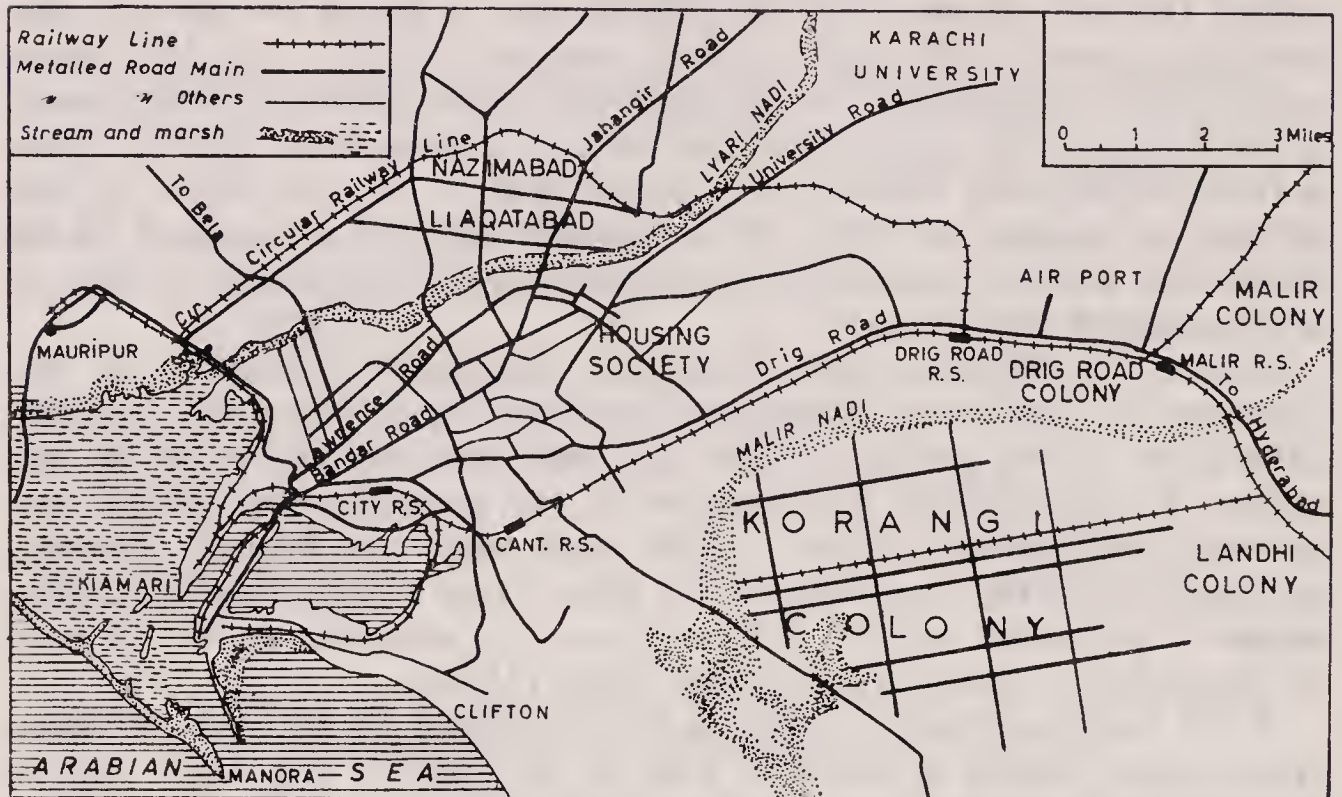 Railway Line
Metalled Road Main
" " Others
Stream and marsh
KARACHI
UNIVERSITY
0 1 2 3 Miles
Jahangir Road
LYARI NADI
University Road
Circular Railway Line
NAZIMABAD
LIAQATABAD
To Bela
Cir.
AIR PORT
MALIR
COLONY
MAURIPUR
HOUSING
SOCIETY
Drig Road
DRIG ROAD
R.S.
DRIG ROAD
COLONY
MALIR R.S.
To Hyderabad
Lawrence Road
Bandar Road
MALIR NADI
CITY R.S.
CANT. R.S.
KORANGI
COLONY
LANDHI
COLONY
KIAMARI
CLIFTON
ARABIAN SEA
MANORA